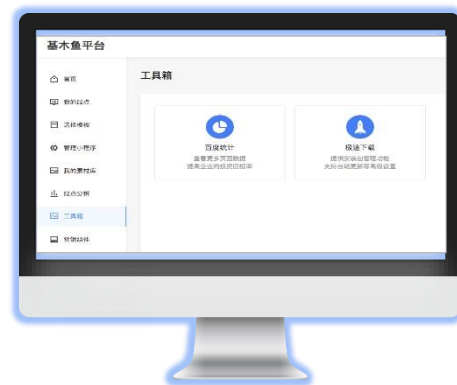 基木鱼平台
首页
我的站点
选择模板
管理小程序
我的素材库
站点分析
工具箱
营销组件
工具箱
百度统计
查看更多页面数据
提高企业的投资回报率
极速下载
提供安装包管理功能
支持自动更新等高级设置